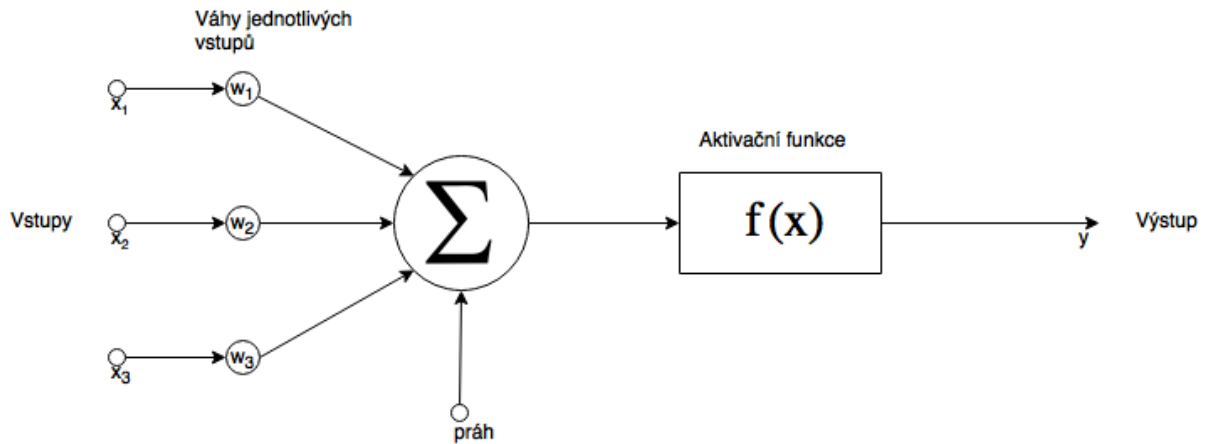 Váhy jednotlivých
vstupů
x₁
w₁
Aktivační funkce
Vstupy
x₂
w₂
Σ
f(x)
y
Výstup
x₃
w₃
práh